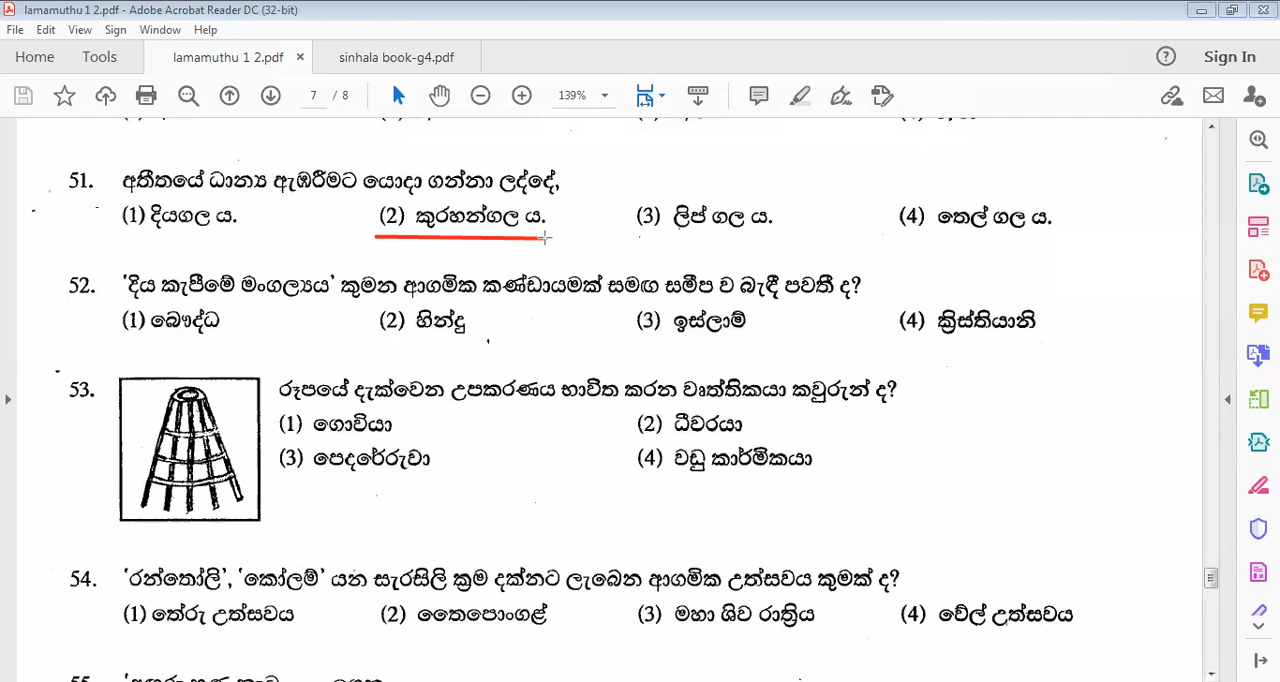 lamamuthu 1 2.pdf - Adobe Acrobat Reader DC (32-bit)
File Edit View Sign Window Help
Home Tools lamamuthu 1 2.pdf × sinhala book-g4.pdf Sign In
7 / 8 139%
51. අතීතයේ ධාන්‍ය ඇඹරීමට යොදා ගන්නා ලද්දේ,
(1) දියගල ය. (2) කුරහන්ගල ය. (3) ලිප් ගල ය. (4) තෙල් ගල ය.
52. 'දිය කැපීමේ මංගල්‍යය' කුමන ආගමික කණ්ඩායමක් සමඟ සමීප ව බැඳී පවතී ද?
(1) බෞද්ධ (2) හින්දු (3) ඉස්ලාම් (4) ක්‍රිස්තියානි
53. රූපයේ දැක්වෙන උපකරණය භාවිත කරන වෘත්තිකයා කවුරුන් ද?
(1) ගොවියා (2) ධීවරයා
(3) පෙදරේරුවා (4) වඩු කාර්මිකයා
54. 'රන්තෝලි', 'කෝලම්' යන සැරසිලි ක්‍රම දක්නට ලැබෙන ආගමික උත්සවය කුමක් ද?
(1) තේරු උත්සවය (2) තෛපොංගල් (3) මහා ශිව රාත්‍රිය (4) වේල් උත්සවය